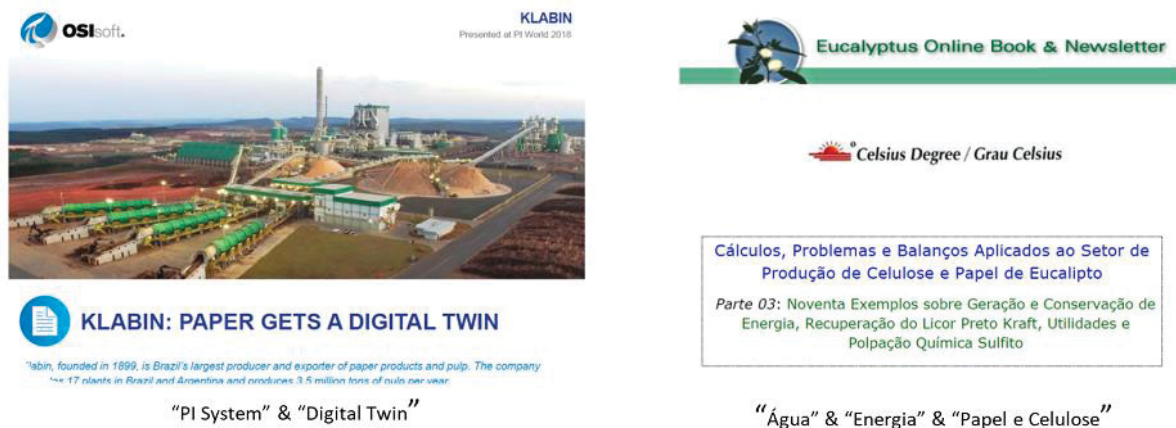 OSIsoft.
KLABIN
Presented at PI World 2018
KLABIN: PAPER GETS A DIGITAL TWIN
founded in 1899, is Brazil's largest producer and exporter of paper products and pulp. The company
17 plants in Brazil and Argentina and produces 3.5 million tons of pulp per year.
"PI System" & "Digital Twin"
Eucalyptus Online Book & Newsletter
°Celsius Degree / Grau Celsius
Cálculos, Problemas e Balanços Aplicados ao Setor de
Produção de Celulose e Papel de Eucalipto
Parte 03: Noventa Exemplos sobre Geração e Conservação de
Energia, Recuperação do Licor Preto Kraft, Utilidades e
Polpação Química Sulfito
"Água" & "Energia" & "Papel e Celulose"